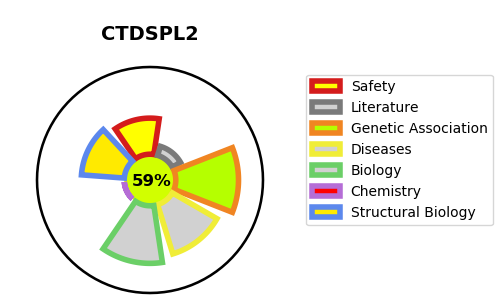 CTDSPL2
59%
Safety
Literature
Genetic Association
Diseases
Biology
Chemistry
Structural Biology